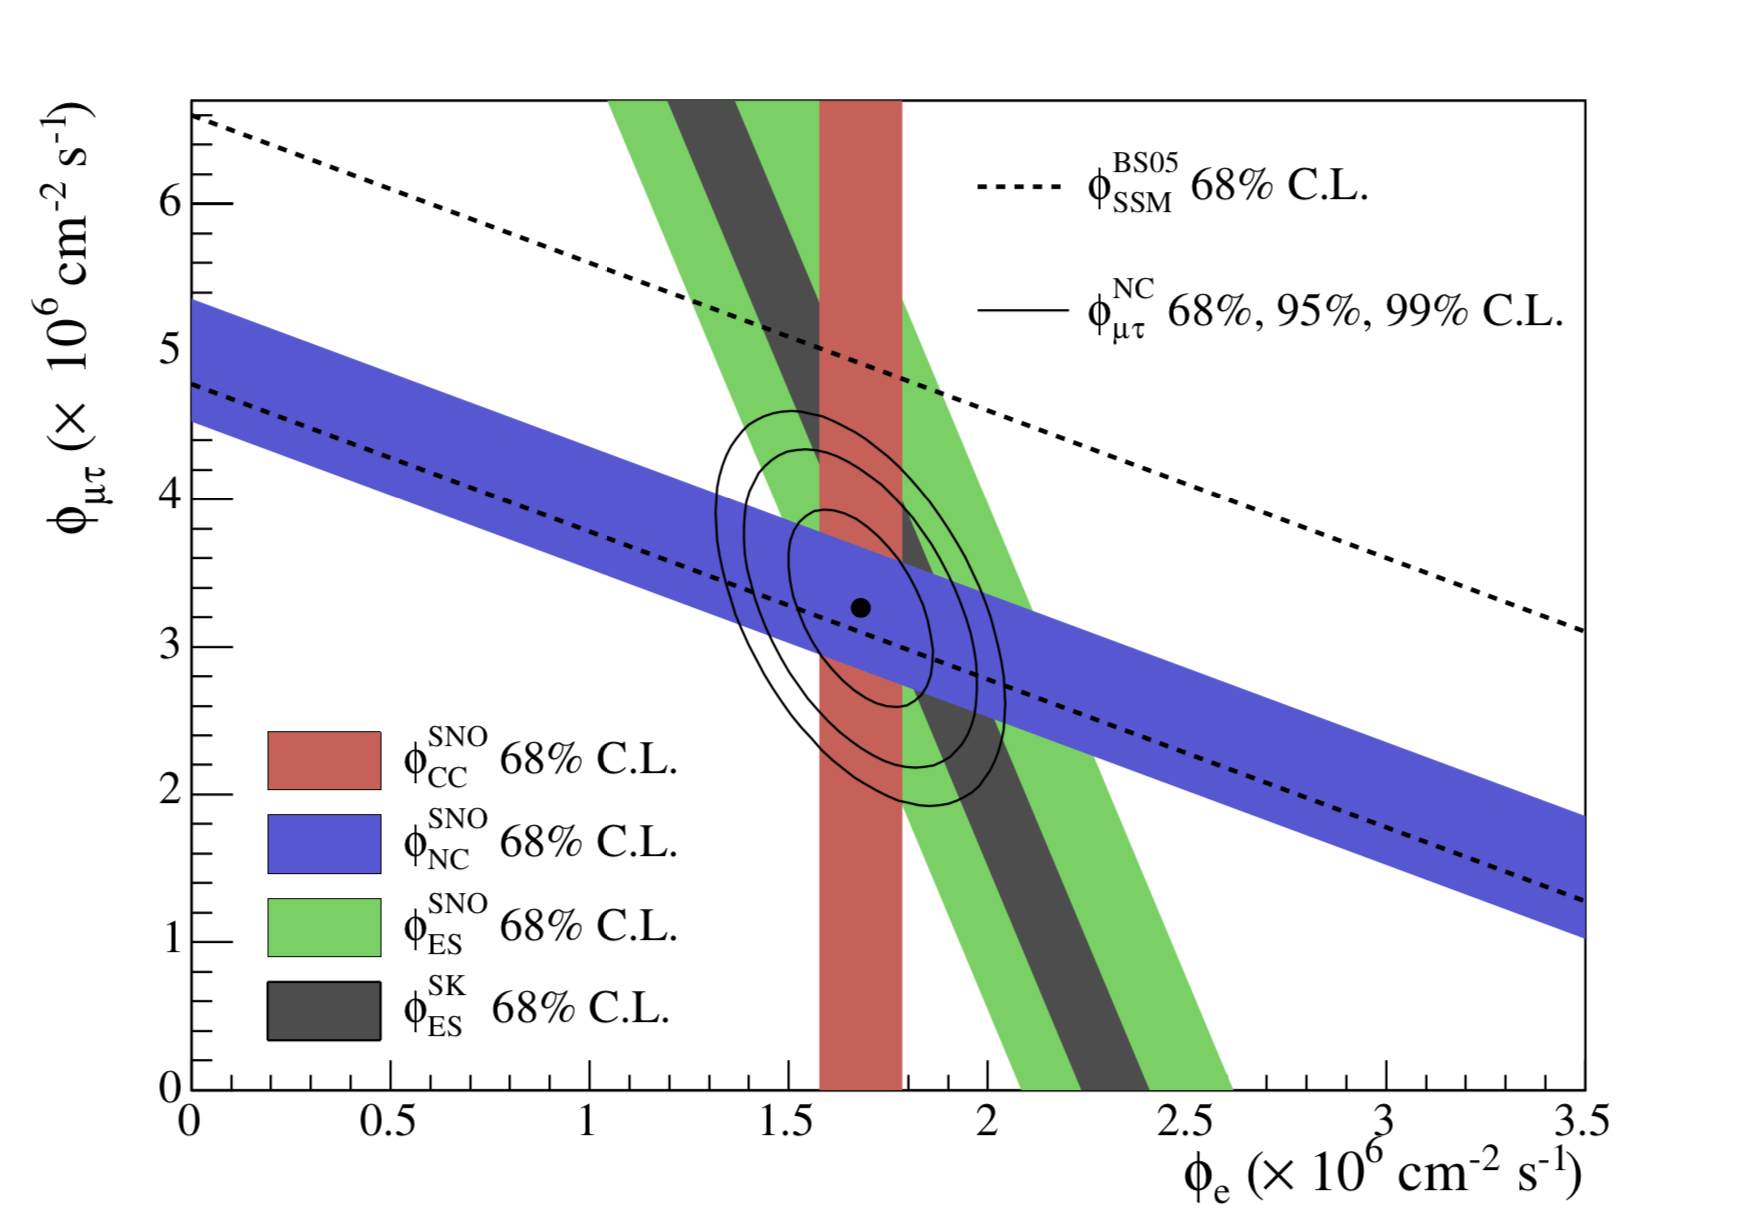 ϕ_μτ (× 10^6 cm^-2 s^-1)
6
5
4
3
2
1
0
ϕ_SSM^BS05 68% C.L.
ϕ_μτ^NC 68%, 95%, 99% C.L.
ϕ_CC^SNO 68% C.L.
ϕ_NC^SNO 68% C.L.
ϕ_ES^SNO 68% C.L.
ϕ_ES^SK 68% C.L.
0 0.5 1 1.5 2 2.5 3 3.5
ϕ_e (× 10^6 cm^-2 s^-1)